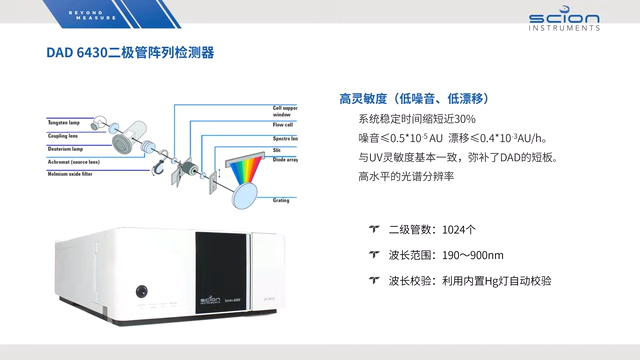 BEYOND
MEASURE
SCION
INSTRUMENTS
DAD 6430二极管阵列检测器
Tungsten lamp
Coupling lens
Deuterium lamp
Achromat (source lens)
Holmium oxide filter
Cell suppor
window
Flow cell
Spectro len
Slit
Diode array
Grating
高灵敏度（低噪音、低漂移）
系统稳定时间缩短近30%
噪音≤0.5*10⁻⁵ AU 漂移≤0.4*10⁻³AU/h。
与UV灵敏度基本一致，弥补了DAD的短板。
高水平的光谱分辨率
二级管数：1024个
波长范围：190～900nm
波长校验：利用内置Hg灯自动校验
SCION
INSTRUMENTS